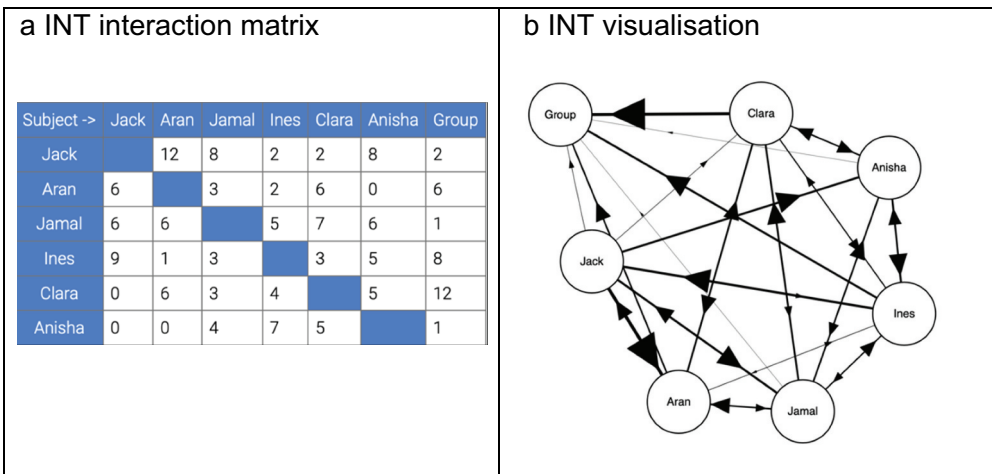 a INT interaction matrix
Subject -> Jack Aran Jamal Ines Clara Anisha Group
Jack 12 8 2 2 8 2
Aran 6 3 2 6 0 6
Jamal 6 6 5 7 6 1
Ines 9 1 3 3 5 8
Clara 0 6 3 4 5 12
Anisha 0 0 4 7 5 1
b INT visualisation
Group
Clara
Anisha
Jack
Ines
Aran
Jamal